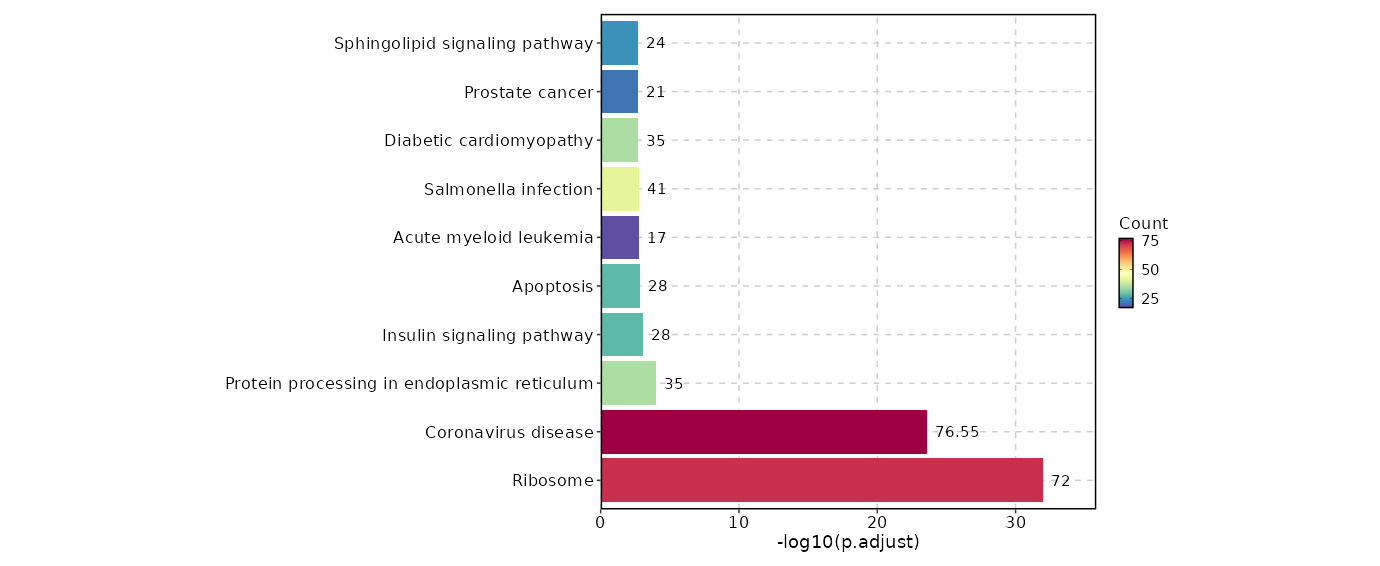 Sphingolipid signaling pathway 24
Prostate cancer 21
Diabetic cardiomyopathy 35
Salmonella infection 41
Acute myeloid leukemia 17
Apoptosis 28
Insulin signaling pathway 28
Protein processing in endoplasmic reticulum 35
Coronavirus disease 76.55
Ribosome 72
0 10 20 30
-log10(p.adjust)
Count
75
50
25